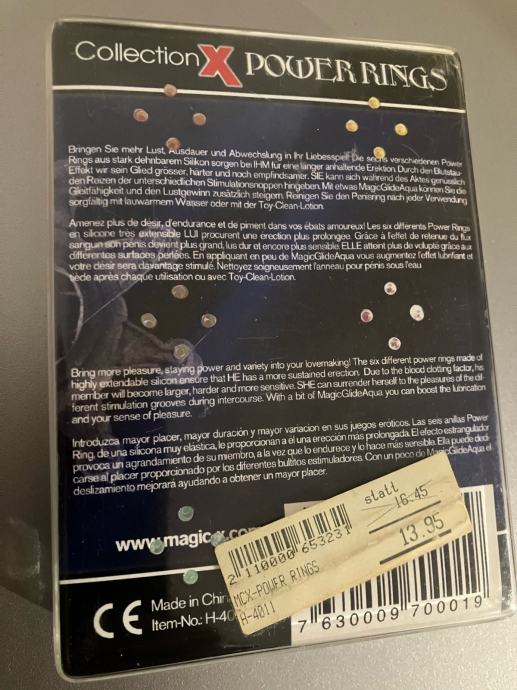 Collection X POWER RINGS
Bringen Sie mehr Lust, Ausdauer und Abwechslung in Ihr Liebesspiel! Die sechs verschiedenen Power
Rings aus stark dehnbarem Silikon sorgen bei IHM für eine länger anhaltende Erektion. Durch den Blutstau-
Effekt wir sein Glied grösser, härter und noch empfindsamer. SIE kann sich während des Aktes genüsslich
den Reizen der unterschiedlichen Stimulationsnoppen hingeben. Mit etwas MagicGlideAqua können Sie die
Gleitfähigkeit und den Lustgewinn zusätzlich steigern. Reinigen Sie den Penisring nach jeder Verwendung
sorgfältig mit lauwarmem Wasser oder mit der Toy-Clean-Lotion.
Amenez plus de désir, d'endurance et de piment dans vos ébats amoureux! Les six différents Power Rings
en silicone très extensible LUI procurent une érection plus prolongée. Grâce à l'effet de retenue du flux
sanguin son pénis devient plus grand, plus dur et encore plus sensible. ELLE atteint plus de volupté grâce aux
différentes surfaces perlées. En appliquant en peu de MagicGlideAqua vous augmentez l'effet lubrifiant et
votre désir sera davantage stimulé. Nettoyez soigneusement l'anneau pour pénis sous l'eau
tiède après chaque utilisation ou avec Toy-Clean-Lotion.
Bring more pleasure, staying power and variety into your lovemaking! The six different power rings made of
highly extendable silicon ensure that HE has a more sustained erection. Due to the blood clotting factor, his
member will become larger, harder and more sensitive. SHE can surrender herself to the pleasures of the dif-
ferent stimulation grooves during intercourse. With a bit of MagicGlideAqua you can boost the lubrication
and your sense of pleasure.
Introduzca mayor placer, mayor duración y mayor variacion en sus juegos eróticos. Las seis anillas Power
Ring, de una silicona muy elástica, le proporcionan a él una erección más prolongada. El efecto estrangulador
provoca un agrandamiento de su miembro, a la vez que lo endurece y lo hace más sensible. Ella puede dedi-
carse al placer proporcionado por los diferentes bultitos estimuladores. Con un poco de MagicGlideAqua el
deslizamiento mejorará ayudando a obtener un mayor placer.
www.magic-x.com
statt
16.45
13.95
2 110000 653231
MCX-POWER RINGS
H-4011
CE
Made in Chin
Item-No.: H-40
7 630009 700019